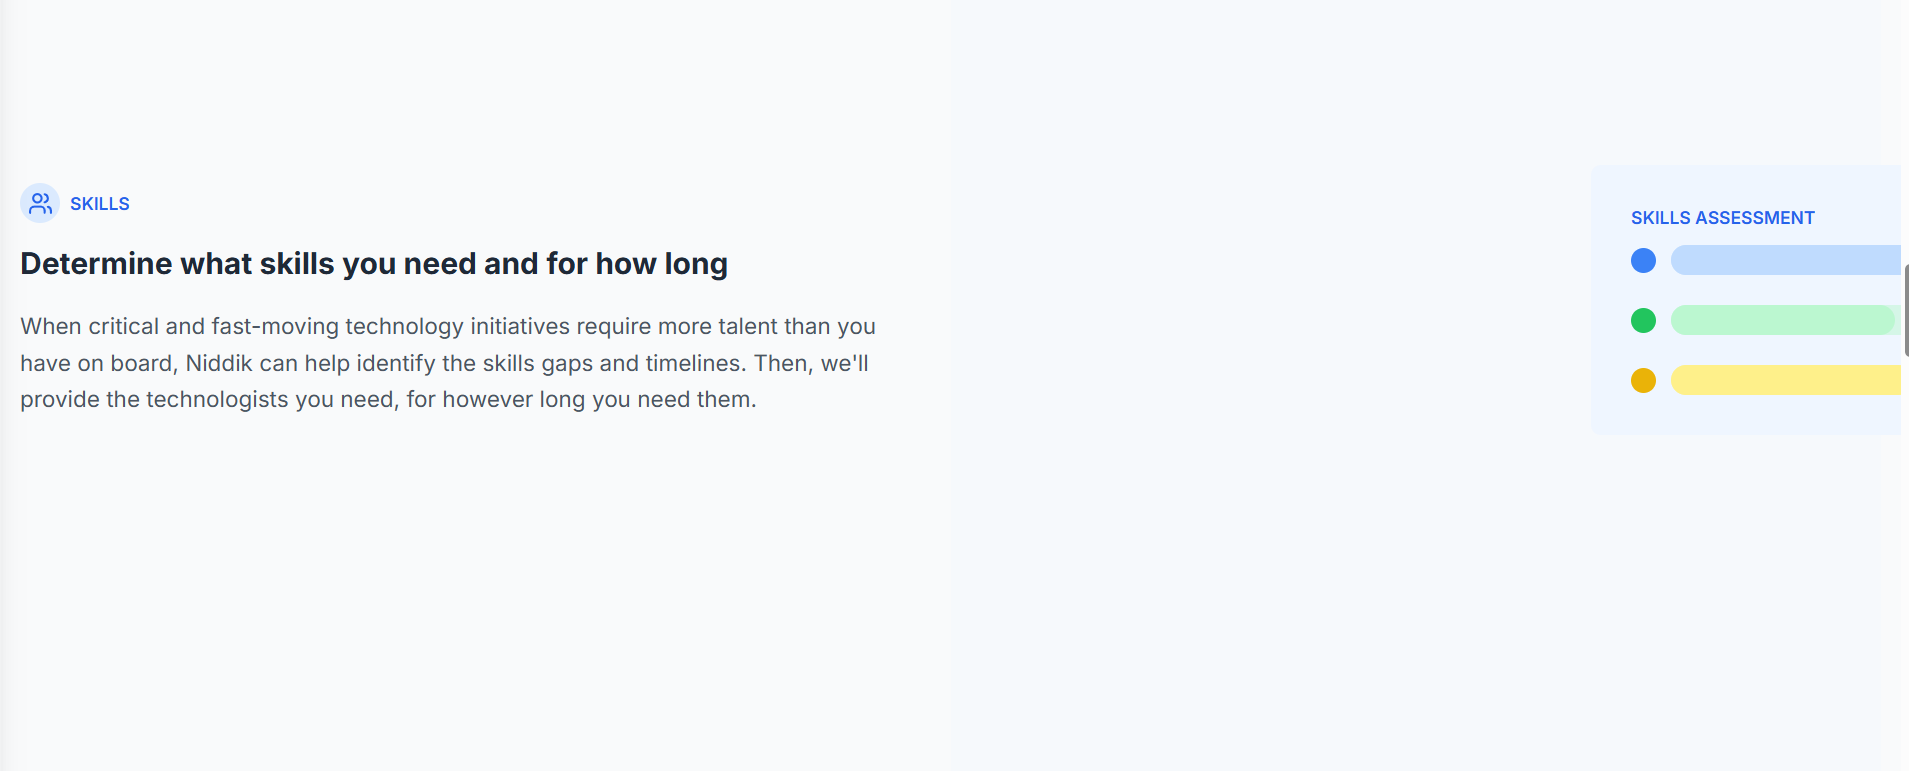 SKILLS
Determine what skills you need and for how long
When critical and fast-moving technology initiatives require more talent than you
have on board, Niddik can help identify the skills gaps and timelines. Then, we'll
provide the technologists you need, for however long you need them.
SKILLS ASSESSMENT